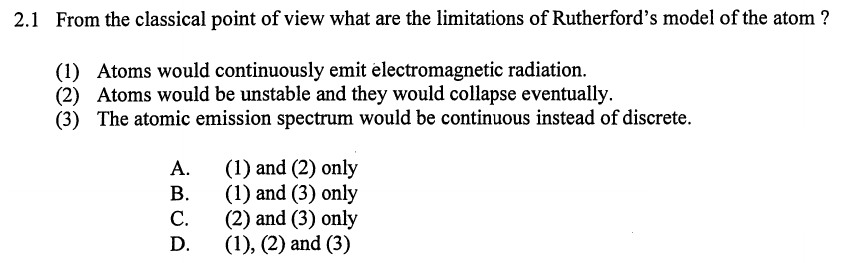 2.1 From the classical point of view what are the limitations of Rutherford's model of the atom ?
(1) Atoms would continuously emit electromagnetic radiation.
(2) Atoms would be unstable and they would collapse eventually.
(3) The atomic emission spectrum would be continuous instead of discrete.
A. (1) and (2) only
B. (1) and (3) only
C. (2) and (3) only
D. (1), (2) and (3)